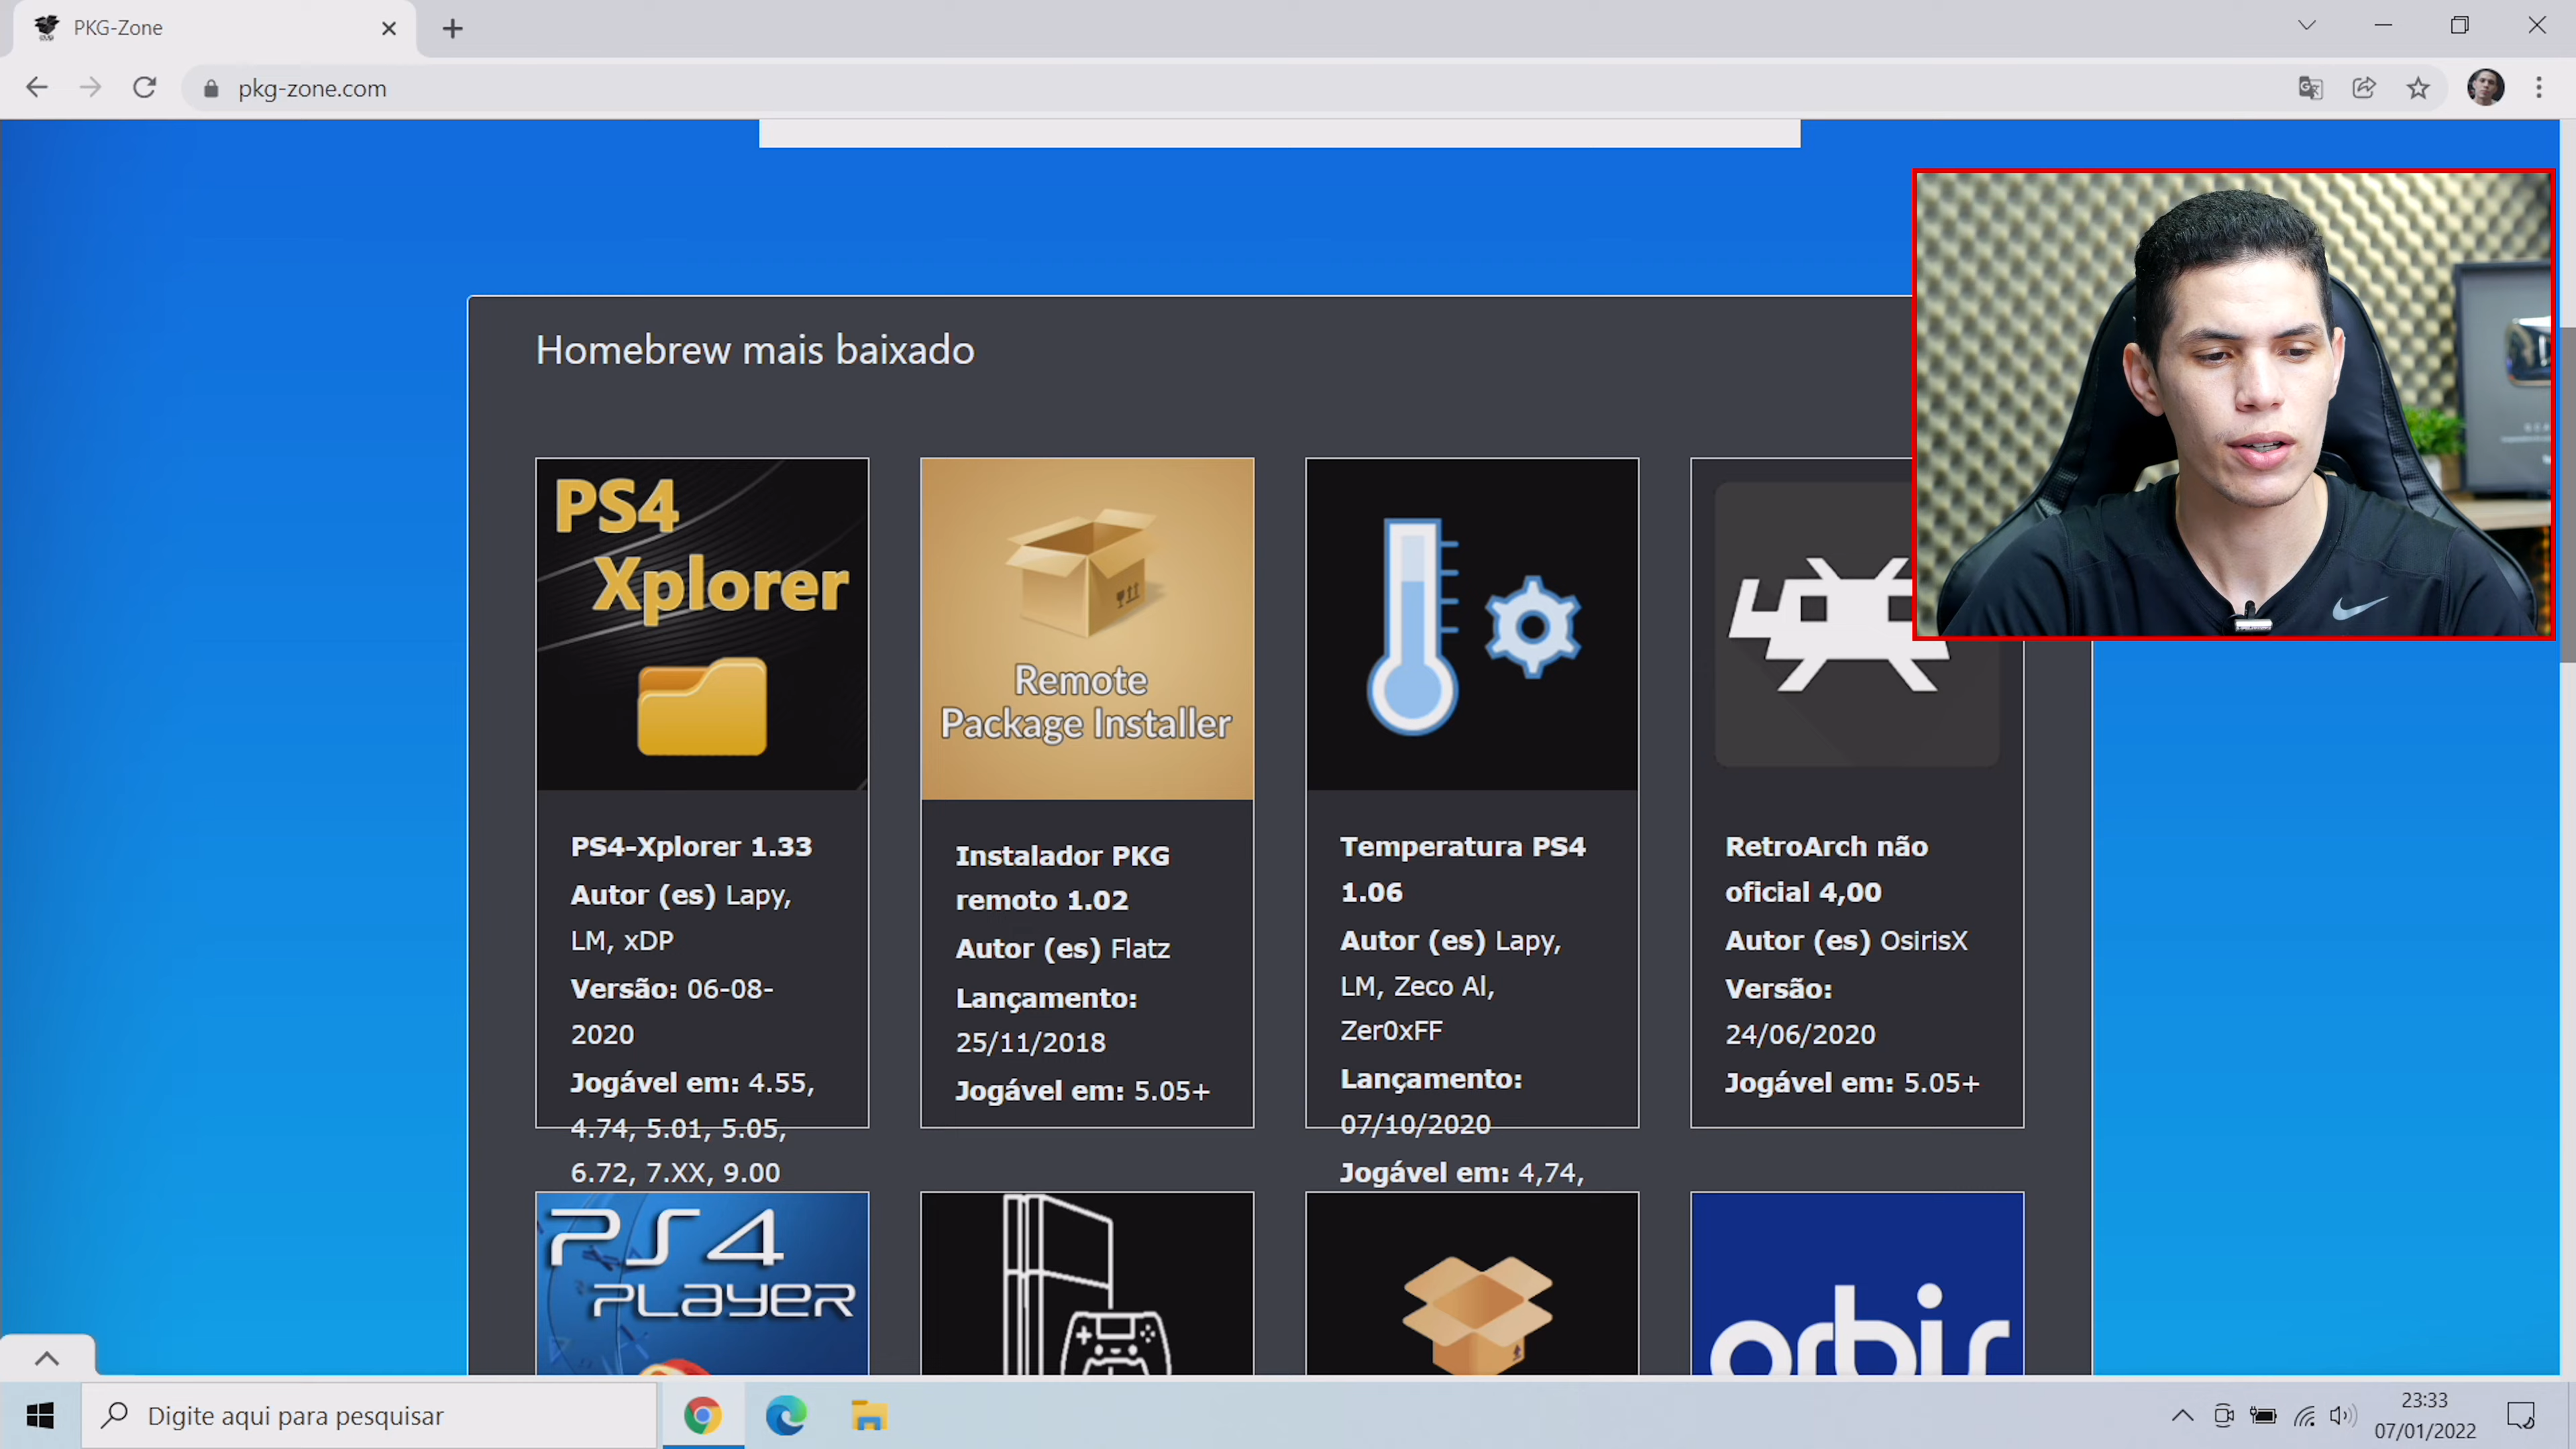 PKG-Zone
pkg-zone.com
Homebrew mais baixado
PS4
Xplorer
PS4-Xplorer 1.33
Autor (es) Lapy,
LM, xDP
Versão: 06-08-
2020
Jogável em: 4.55,
4.74, 5.01, 5.05,
6.72, 7.XX, 9.00
Remote
Package Installer
Instalador PKG
remoto 1.02
Autor (es) Flatz
Lançamento:
25/11/2018
Jogável em: 5.05+
Temperatura PS4
1.06
Autor (es) Lapy,
LM, Zeco Al,
Zer0xFF
Lançamento:
07/10/2020
Jogável em: 4,74,
RetroArch não
oficial 4,00
Autor (es) OsirisX
Versão:
24/06/2020
Jogável em: 5.05+
PS4
PLAYER
orbis
Digite aqui para pesquisar
23:33
07/01/2022